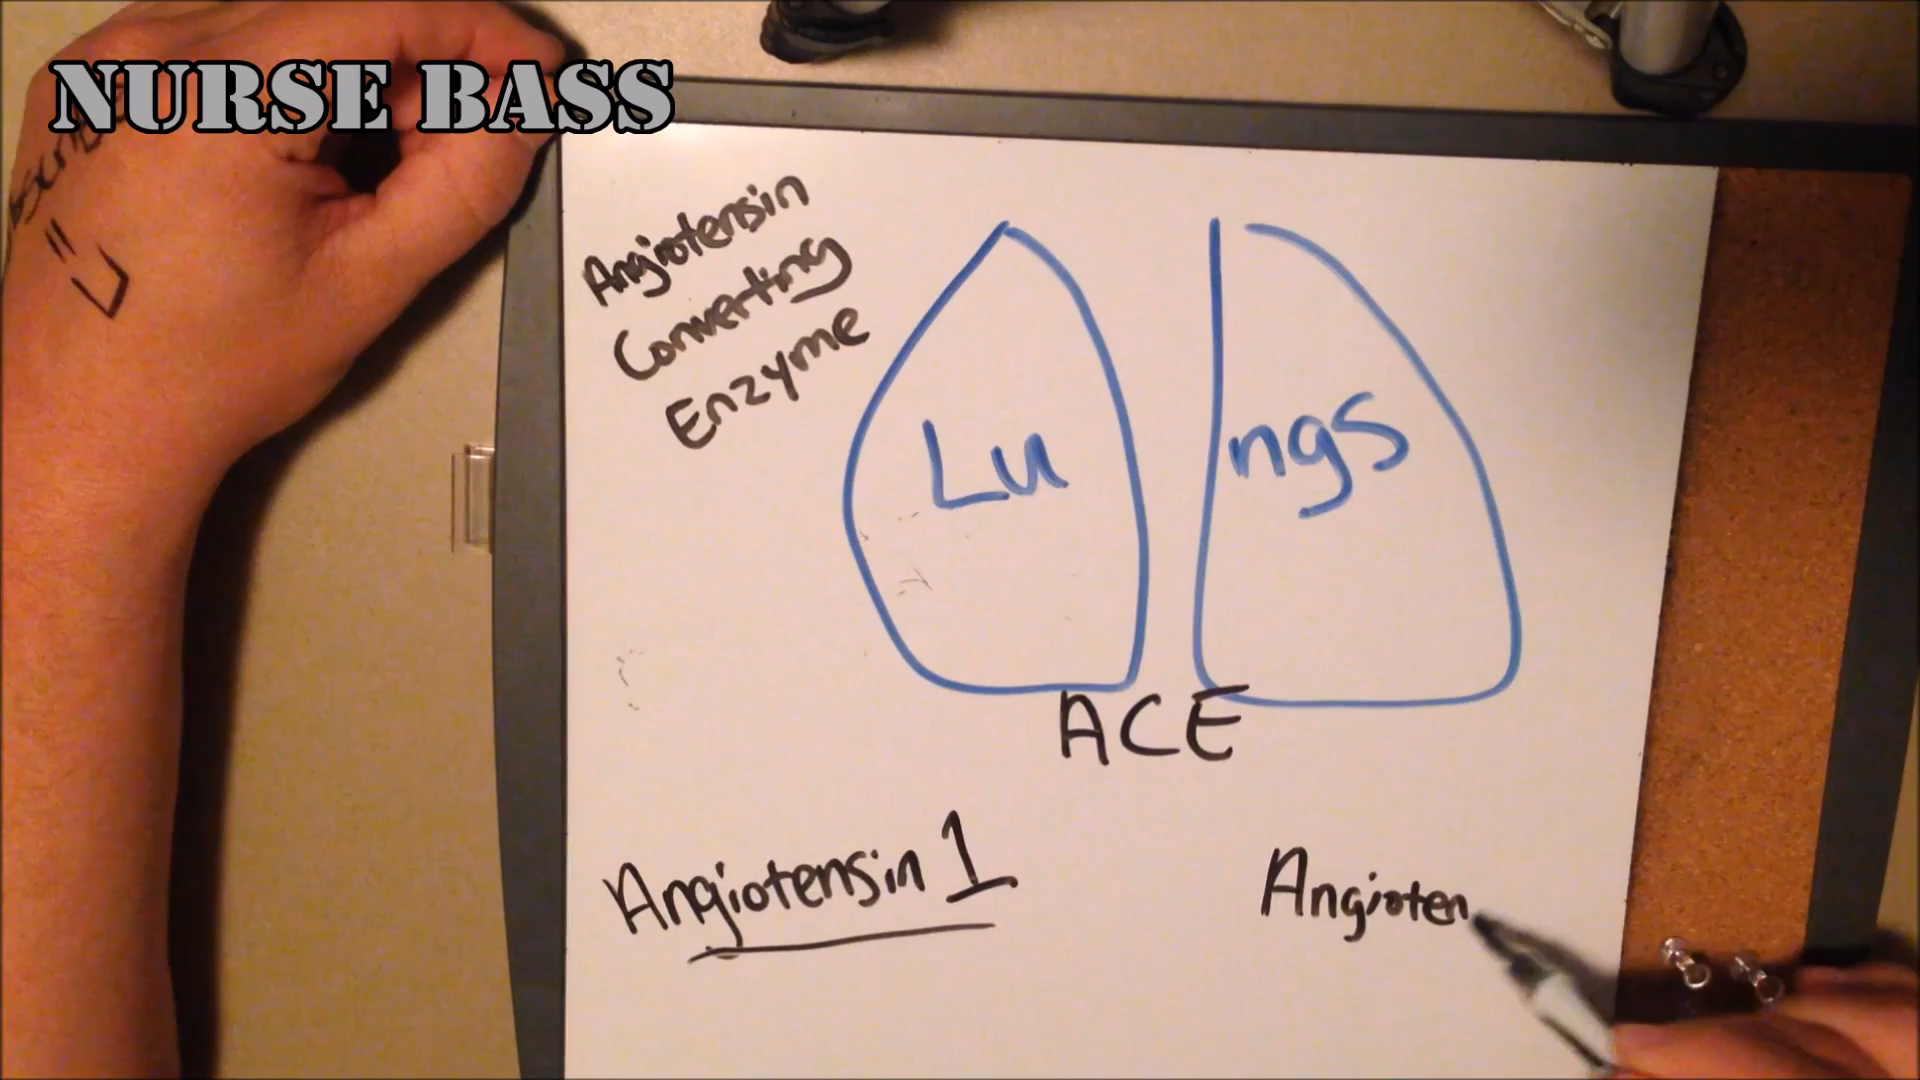 NURSE BASS
Angiotensin
Converting
Enzyme
Lu ngs
ACE
Angiotensin 1
Angioten